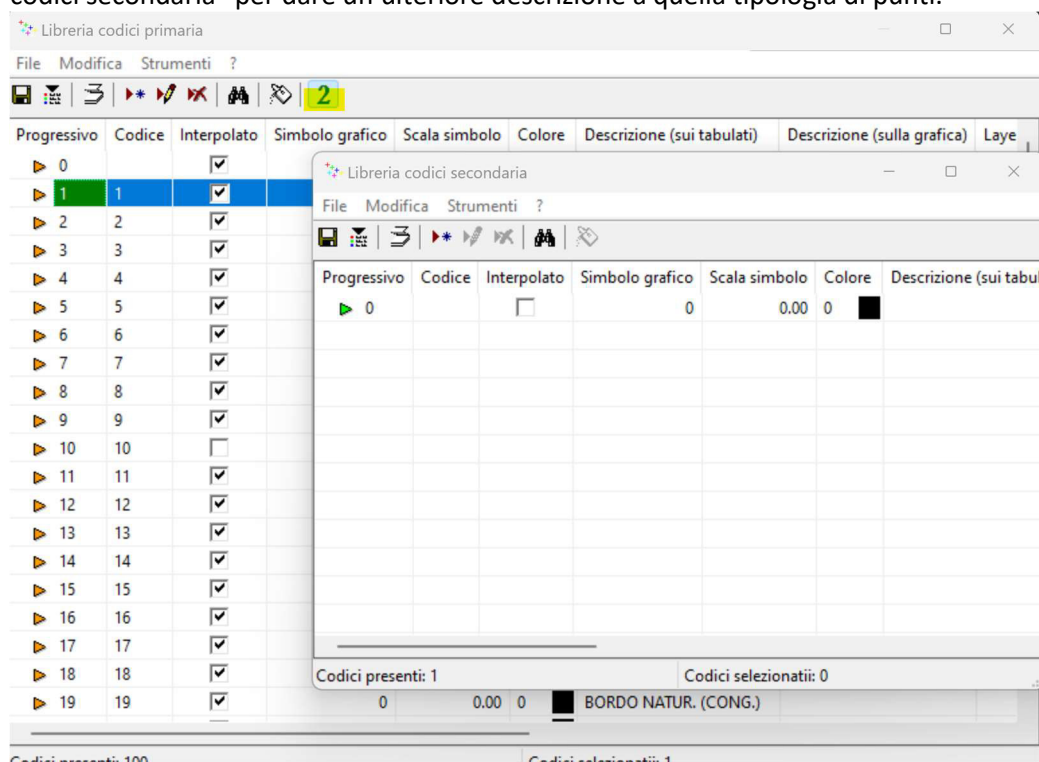 codici secondaria" per dare un ulteriore descrizione a quella tipologia di punti.
Libreria codici primaria
File Modifica Strumenti ?
2
Progressivo Codice Interpolato Simbolo grafico Scala simbolo Colore Descrizione (sui tabulati) Descrizione (sulla grafica) Laye
0
1 1
2 2
3 3
4 4
5 5
6 6
7 7
8 8
9 9
10 10
11 11
12 12
13 13
14 14
15 15
16 16
17 17
18 18
19 19 0 0.00 0 BORDO NATUR. (CONG.)
Codici presenti: 100
Codici selezionatii: 1
Libreria codici secondaria
File Modifica Strumenti ?
Progressivo Codice Interpolato Simbolo grafico Scala simbolo Colore Descrizione (sui tabul
0 0 0.00 0
Codici presenti: 1
Codici selezionatii: 0